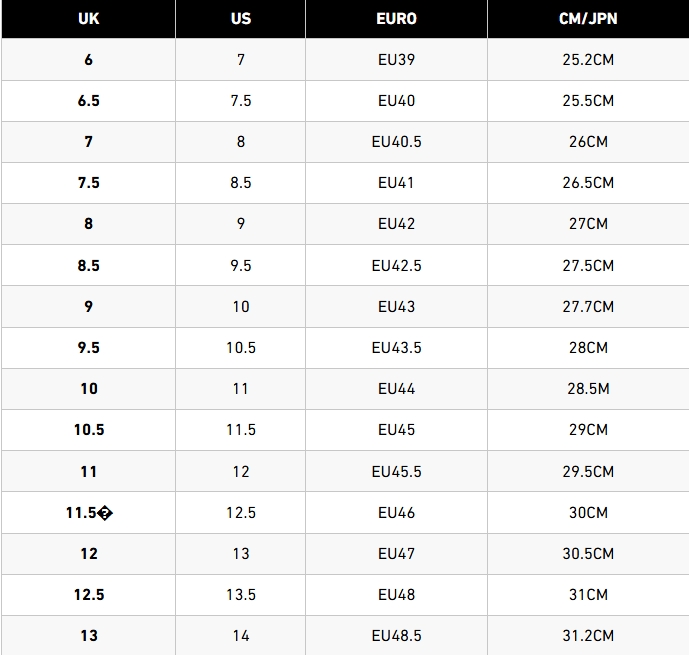 UK US EURO CM/JPN
6 7 EU39 25.2CM
6.5 7.5 EU40 25.5CM
7 8 EU40.5 26CM
7.5 8.5 EU41 26.5CM
8 9 EU42 27CM
8.5 9.5 EU42.5 27.5CM
9 10 EU43 27.7CM
9.5 10.5 EU43.5 28CM
10 11 EU44 28.5M
10.5 11.5 EU45 29CM
11 12 EU45.5 29.5CM
11.5� 12.5 EU46 30CM
12 13 EU47 30.5CM
12.5 13.5 EU48 31CM
13 14 EU48.5 31.2CM